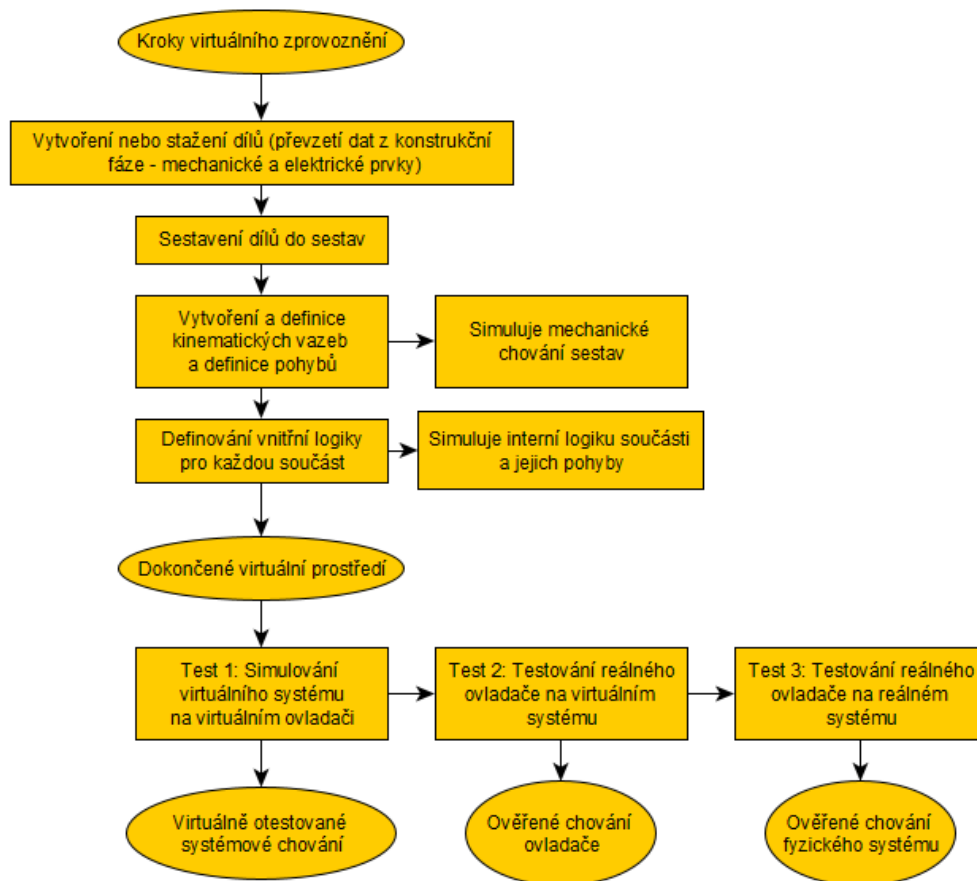 Kroky virtuálního zprovoznění
Vytvoření nebo stažení dílů (převzetí dat z konstrukční
fáze - mechanické a elektrické prvky)
Sestavení dílů do sestav
Vytvoření a definice
kinematických vazeb
a definice pohybů
Simuluje mechanické
chování sestav
Definování vnitřní logiky
pro každou součást
Simuluje interní logiku součásti
a jejich pohyby
Dokončené virtuální prostředí
Test 1: Simulování
virtuálního systému
na virtuálním ovladači
Test 2: Testování reálného
ovladače na virtuálním
systému
Test 3: Testování reálného
ovladače na reálném
systému
Virtuálně otestované
systémové chování
Ověřené chování
ovladače
Ověřené chování
fyzického systému